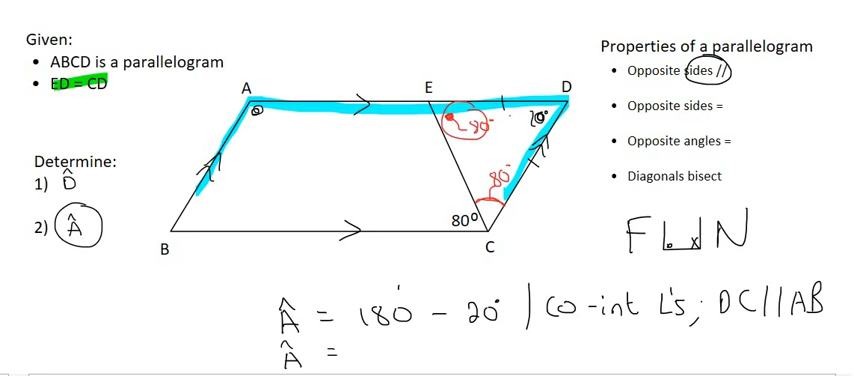 Given:
• ABCD is a parallelogram
• ED = CD
Determine:
1) D̂
2) Â
A
E
D
B
C
80°
20°
80°
80⁰
Properties of a parallelogram
• Opposite sides //
• Opposite sides =
• Opposite angles =
• Diagonals bisect
F U N
Â = 180° - 20° | co-int L's; DC//AB
Â =